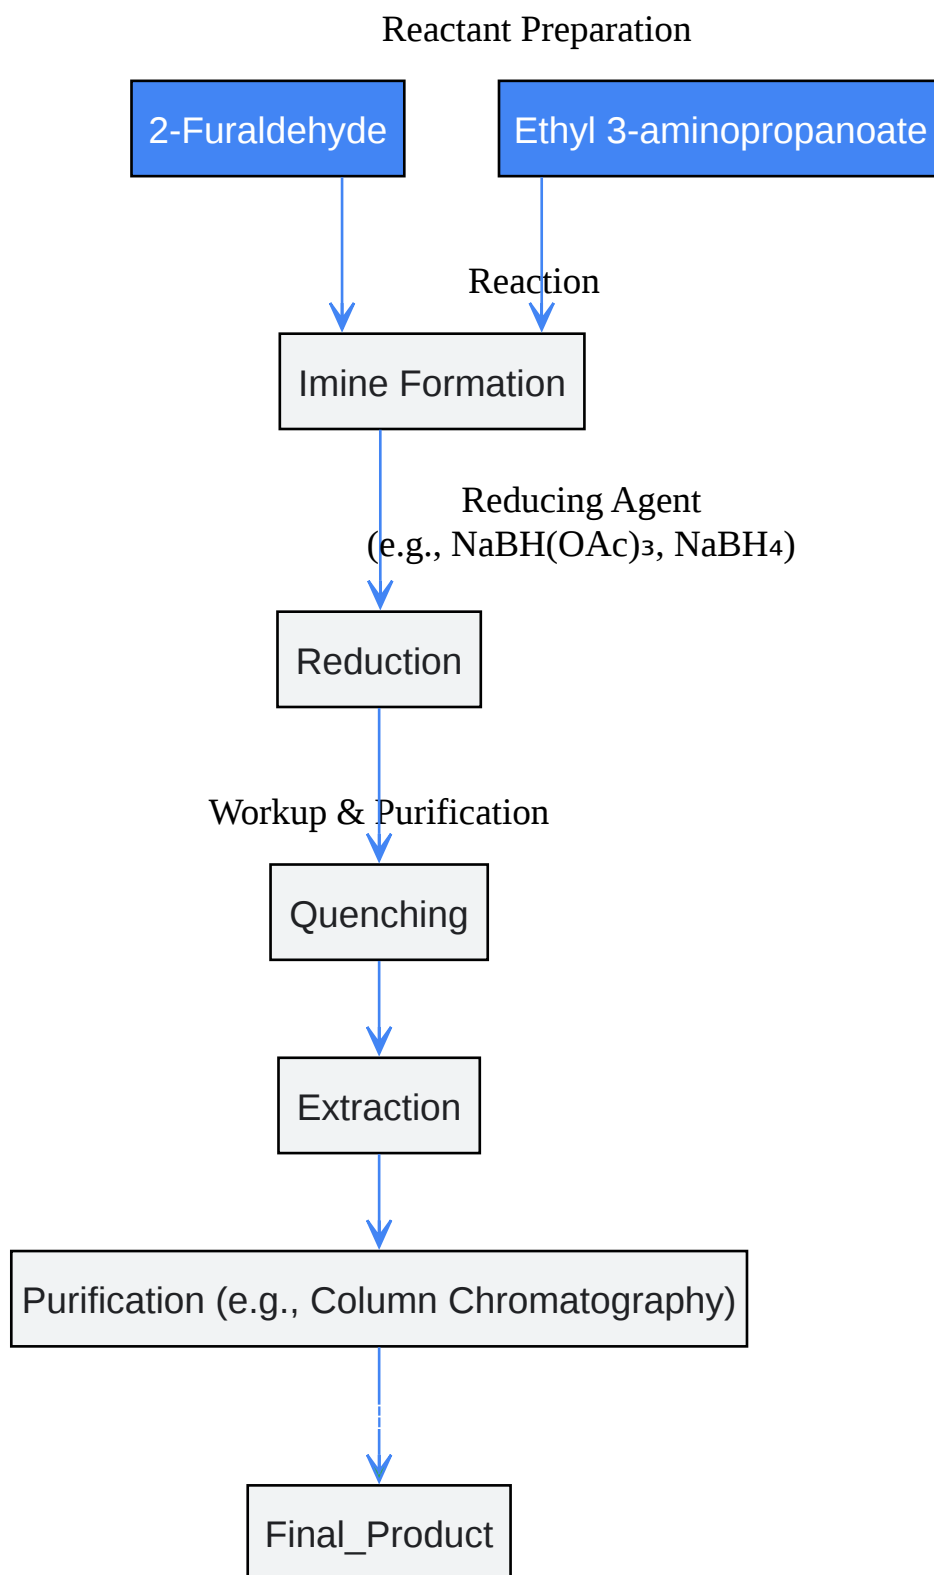 Reactant Preparation
2-Furaldehyde
Ethyl 3-aminopropanoate
Reaction
Imine Formation
Reducing Agent
(e.g., NaBH(OAc)₃, NaBH₄)
Reduction
Workup & Purification
Quenching
Extraction
Purification (e.g., Column Chromatography)
Final_Product